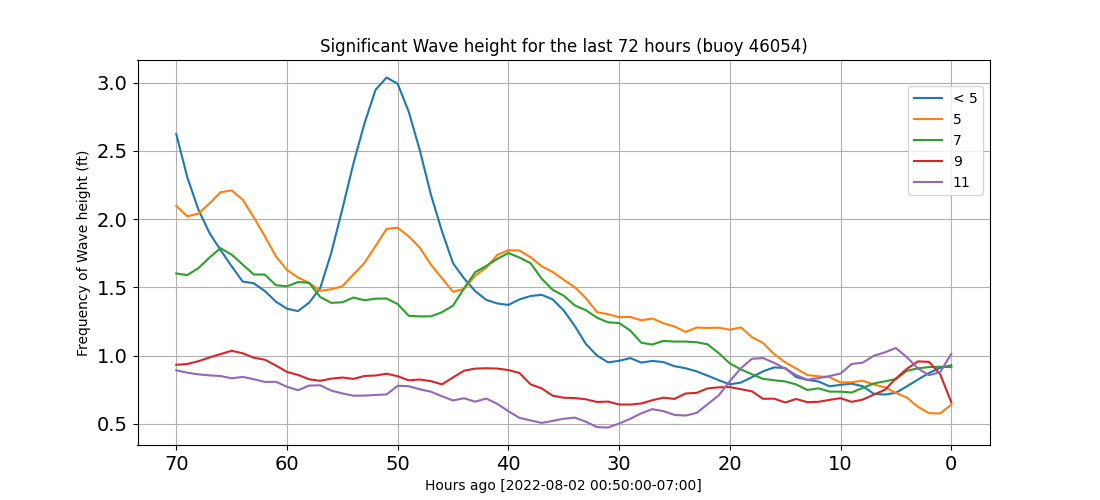 Significant Wave height for the last 72 hours (buoy 46054)
Frequency of Wave height (ft)
3.0
2.5
2.0
1.5
1.0
0.5
< 5
5
7
9
11
70 60 50 40 30 20 10 0
Hours ago [2022-08-02 00:50:00-07:00]